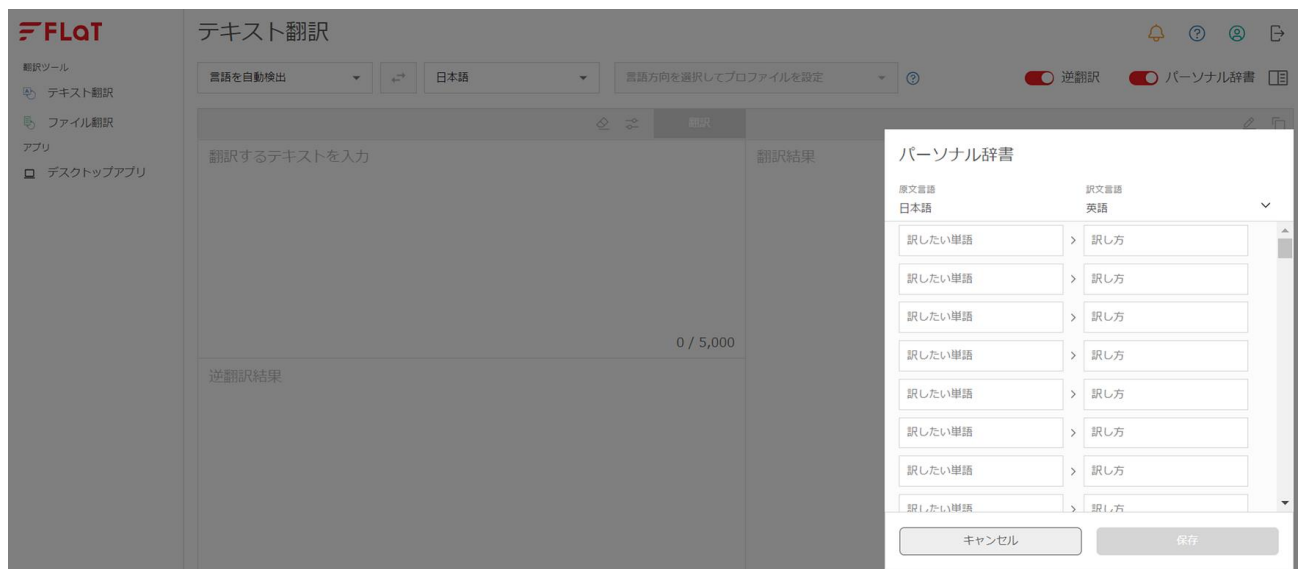 FLaT
翻訳ツール
テキスト翻訳
ファイル翻訳
アプリ
デスクトップアプリ
テキスト翻訳
言語を自動検出
日本語
言語方向を選択してプロファイルを設定
逆翻訳
パーソナル辞書
翻訳
翻訳するテキストを入力
翻訳結果
0 / 5,000
逆翻訳結果
パーソナル辞書
原文言語 訳文言語
日本語 英語
訳したい単語 > 訳し方
訳したい単語 > 訳し方
訳したい単語 > 訳し方
訳したい単語 > 訳し方
訳したい単語 > 訳し方
訳したい単語 > 訳し方
訳したい単語 > 訳し方
訳したい単語 > 訳し方
キャンセル 保存